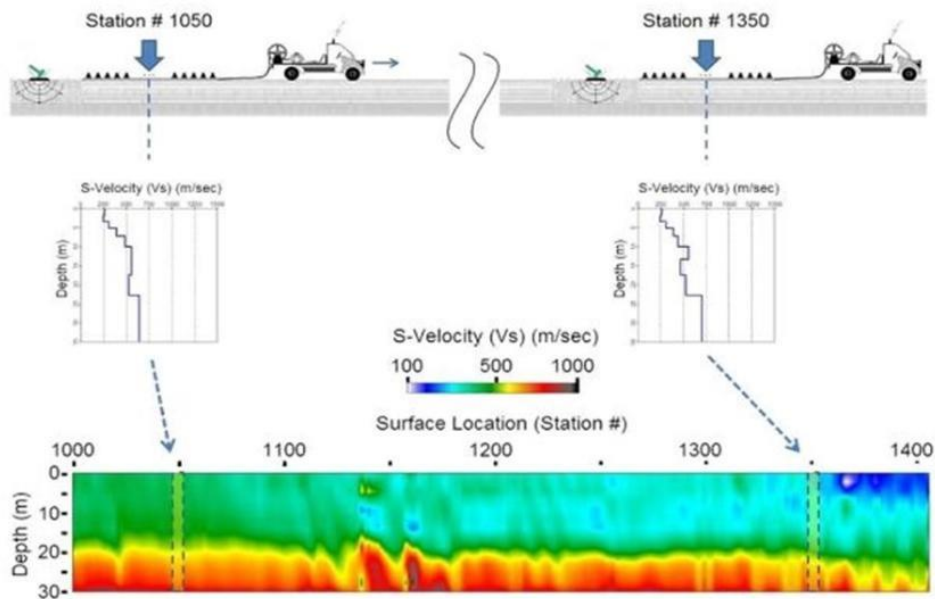 Station # 1050
Station # 1350
S-Velocity (Vs) (m/sec)
Depth (m)
S-Velocity (Vs) (m/sec)
Depth (m)
S-Velocity (Vs) (m/sec)
100 500 1000
Surface Location (Station #)
1000 1100 1200 1300 1400
Depth (m)
0
10
20
30